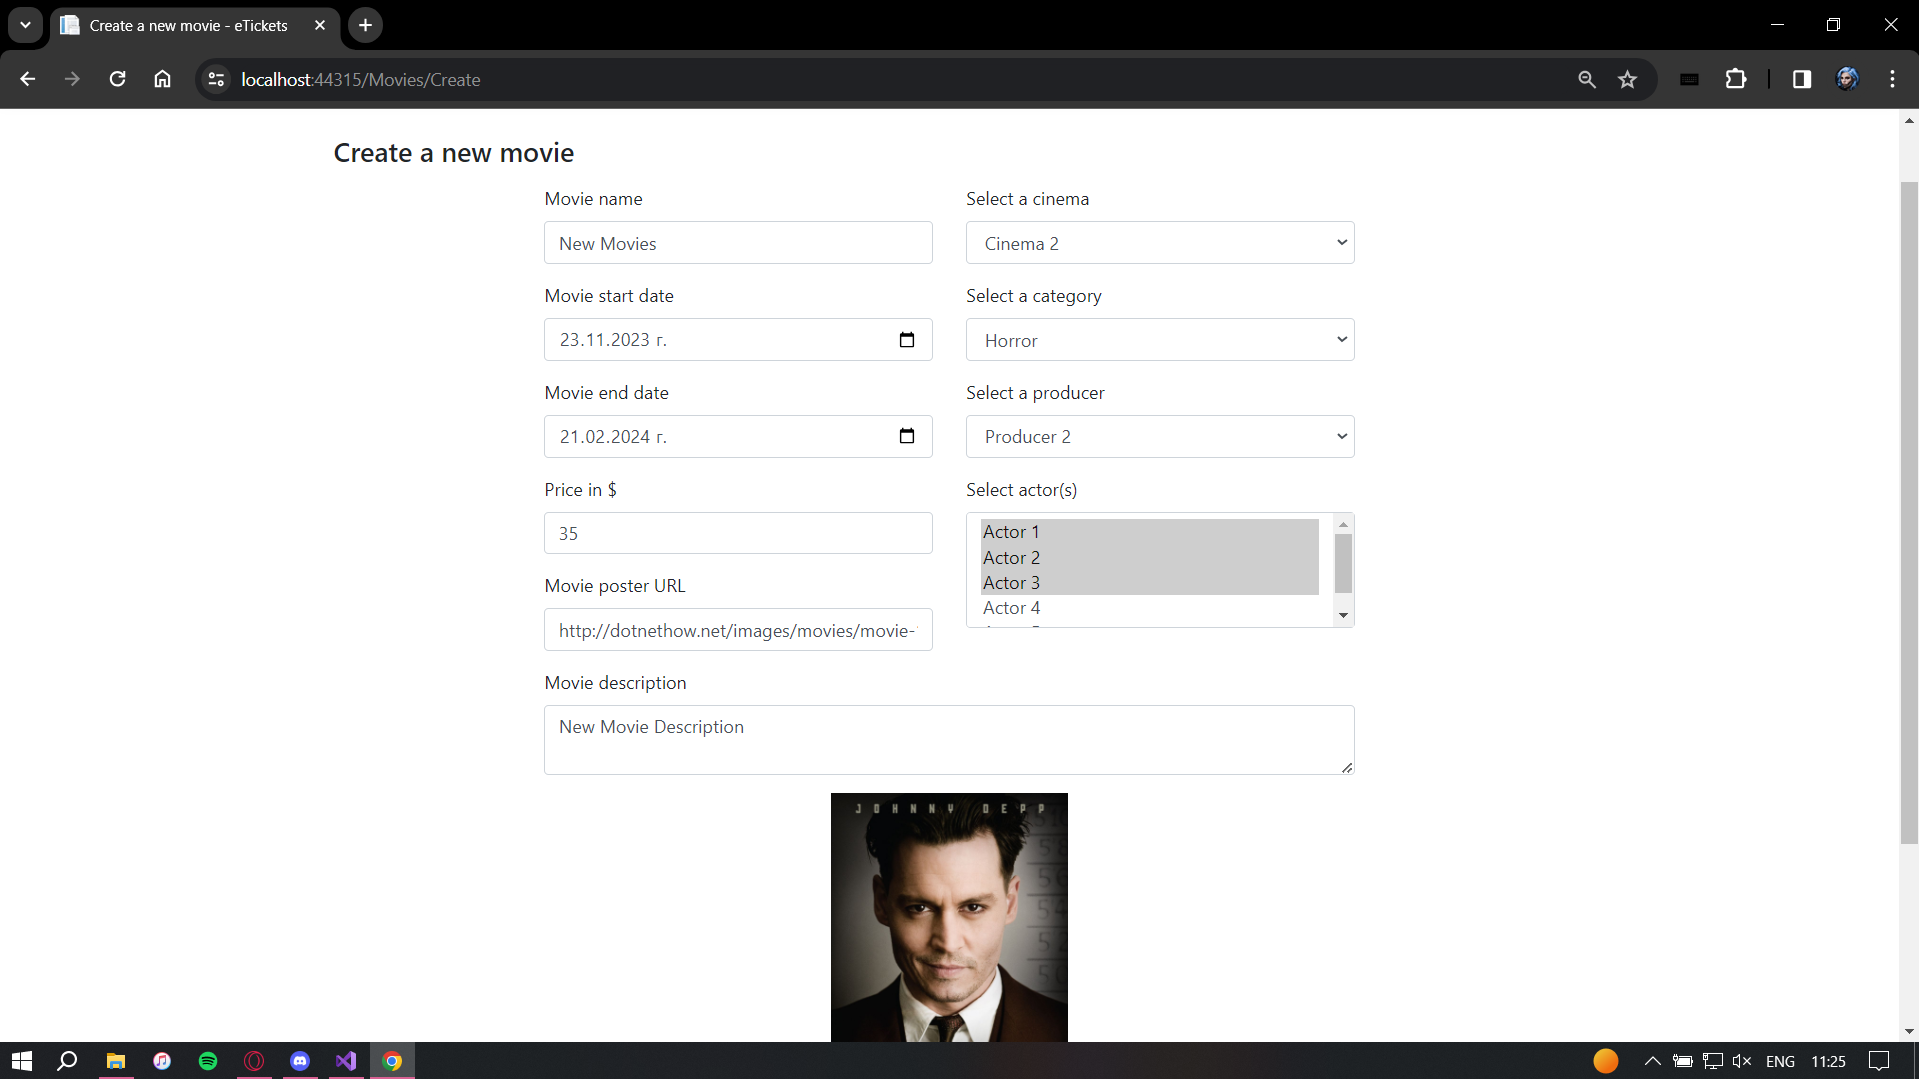 Create a new movie - eTickets
localhost:44315/Movies/Create
Create a new movie
Movie name
New Movies
Select a cinema
Cinema 2
Movie start date
23.11.2023 г.
Select a category
Horror
Movie end date
21.02.2024 г.
Select a producer
Producer 2
Price in $
35
Select actor(s)
Actor 1
Actor 2
Actor 3
Actor 4
Movie poster URL
http://dotnethow.net/images/movies/movie-
Movie description
New Movie Description
JOHNNY DEPP
ENG
11:25